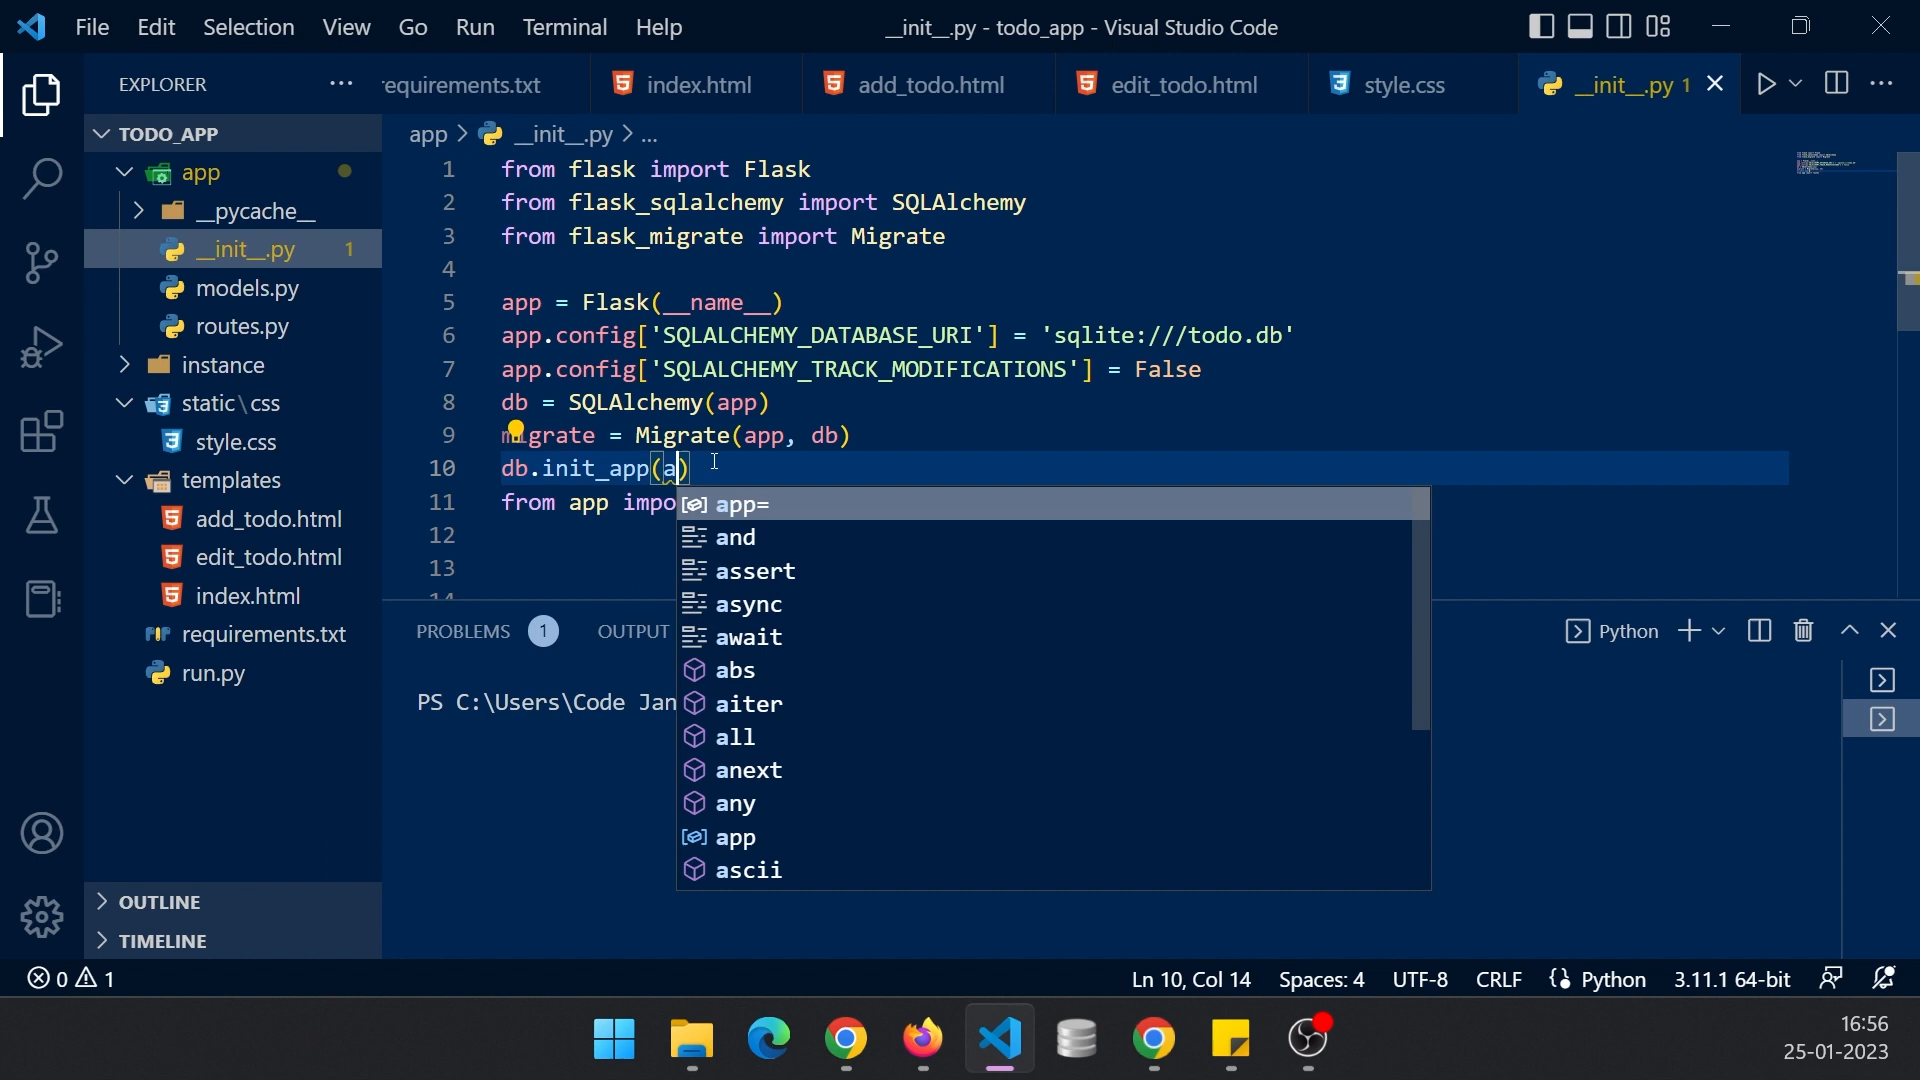 File Edit Selection View Go Run Terminal Help
__init__.py - todo_app - Visual Studio Code
EXPLORER
equirements.txt index.html add_todo.html edit_todo.html style.css __init__.py 1
TODO_APP
app
__pycache__
__init__.py 1
models.py
routes.py
instance
static\css
style.css
templates
add_todo.html
edit_todo.html
index.html
requirements.txt
run.py
OUTLINE
TIMELINE
app > __init__.py > ...
1 from flask import Flask
2 from flask_sqlalchemy import SQLAlchemy
3 from flask_migrate import Migrate
4
5 app = Flask(__name__)
6 app.config['SQLALCHEMY_DATABASE_URI'] = 'sqlite:///todo.db'
7 app.config['SQLALCHEMY_TRACK_MODIFICATIONS'] = False
8 db = SQLAlchemy(app)
9 migrate = Migrate(app, db)
10 db.init_app(a)
11 from app impo
12
13
14
app=
and
assert
async
await
abs
aiter
all
anext
any
app
ascii
PROBLEMS 1 OUTPUT
Python
PS C:\Users\Code Jan
0 1
Ln 10, Col 14 Spaces: 4 UTF-8 CRLF Python 3.11.1 64-bit
16:56
25-01-2023